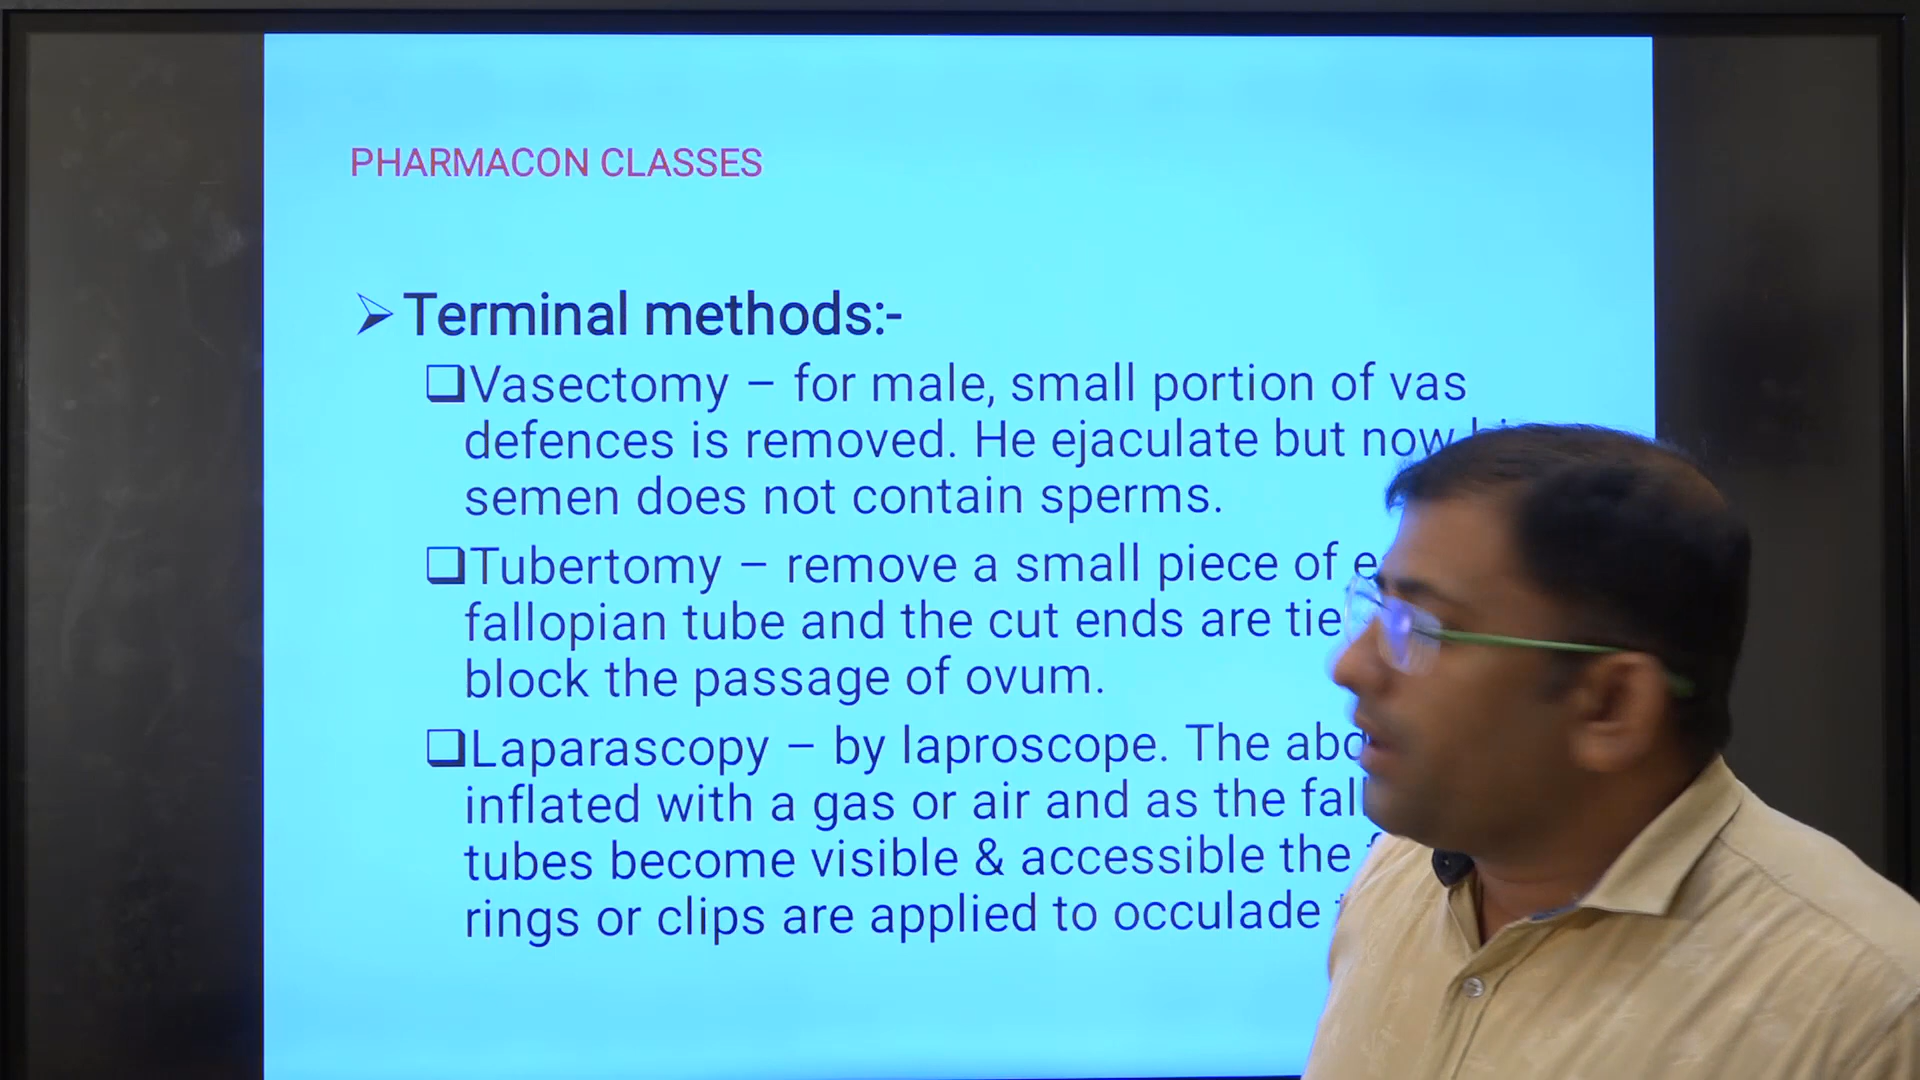 PHARMACON CLASSES
Terminal methods:-
Vasectomy – for male, small portion of vas
defences is removed. He ejaculate but now
semen does not contain sperms.
Tubertomy – remove a small piece of
fallopian tube and the cut ends are
block the passage of ovum.
Laparascopy – by laproscope. The
inflated with a gas or air and as the
tubes become visible & accessible the
rings or clips are applied to occulade